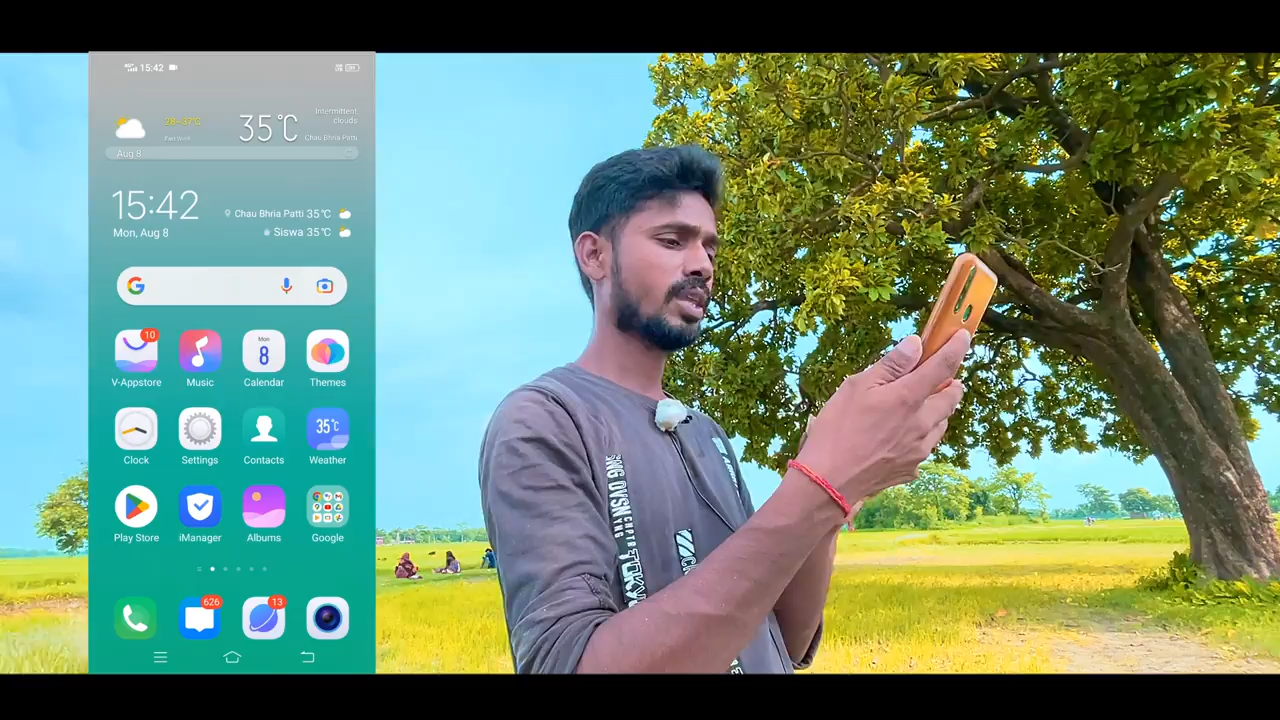 15:42
28~37℃
35℃
Intermittent clouds
Chau Bhria Patti
Aug 8
15:42
Mon, Aug 8
Chau Bhria Patti 35℃
Siswa 35℃
10
V-Appstore
Music
Mon
8
Calendar
Themes
Clock
Settings
Contacts
35℃
Weather
Play Store
iManager
Albums
Google
626
13